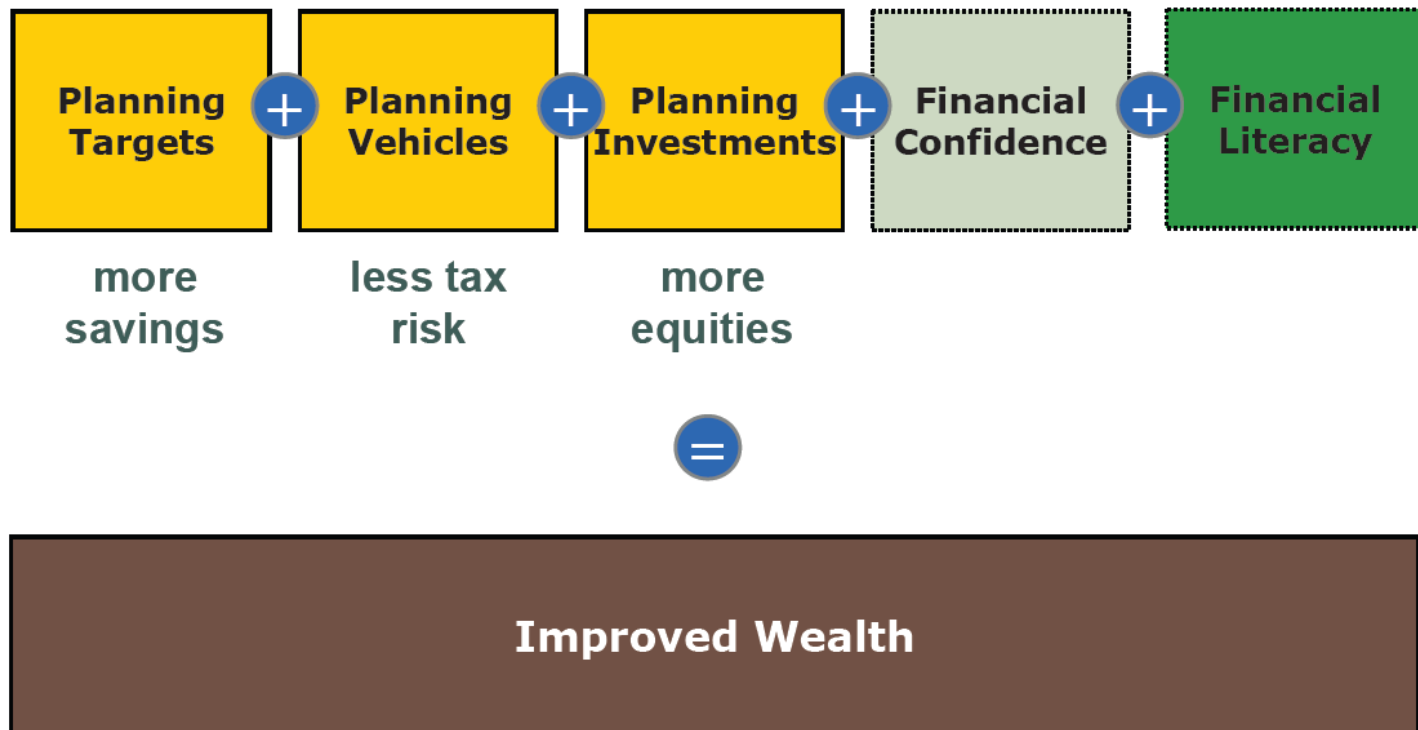 Planning
Targets
+
Planning
Vehicles
+
Planning
Investments
+
Financial
Confidence
+
Financial
Literacy
more
savings
less tax
risk
more
equities
=
Improved Wealth